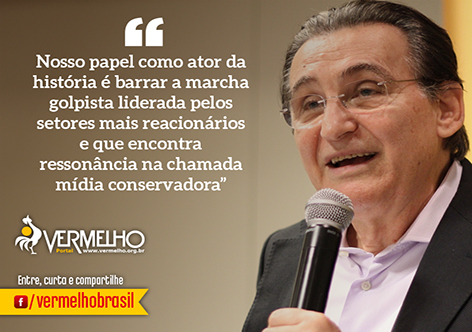 “
Nosso papel como ator da
história é barrar a marcha
golpista liderada pelos
setores mais reacionários
e que encontra
ressonância na chamada
mídia conservadora”
VERMELHO
Portal www.vermelho.org.br
Entre, curta e compartilhe
f /vermelhobrasil